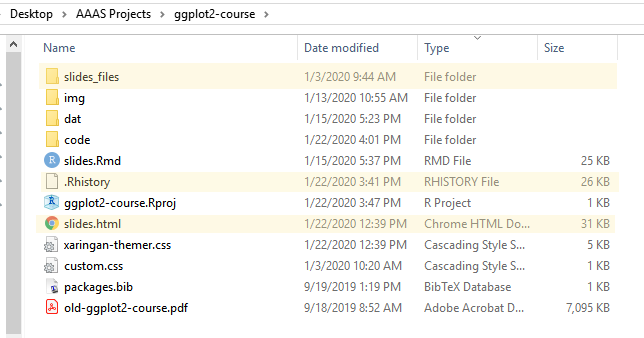 Desktop > AAAS Projects > ggplot2-course >
Name Date modified Type Size
slides_files 1/3/2020 9:44 AM File folder
img 1/13/2020 10:55 AM File folder
dat 1/15/2020 5:23 PM File folder
code 1/22/2020 4:01 PM File folder
slides.Rmd 1/15/2020 5:37 PM RMD File 25 KB
.Rhistory 1/22/2020 3:41 PM RHISTORY File 26 KB
ggplot2-course.Rproj 1/22/2020 3:47 PM R Project 1 KB
slides.html 1/22/2020 12:39 PM Chrome HTML Do... 31 KB
xaringan-themer.css 1/22/2020 12:39 PM Cascading Style S... 5 KB
custom.css 1/3/2020 10:20 AM Cascading Style S... 1 KB
packages.bib 9/19/2019 1:19 PM BibTeX Database 1 KB
old-ggplot2-course.pdf 9/18/2019 8:52 AM Adobe Acrobat D... 7,095 KB